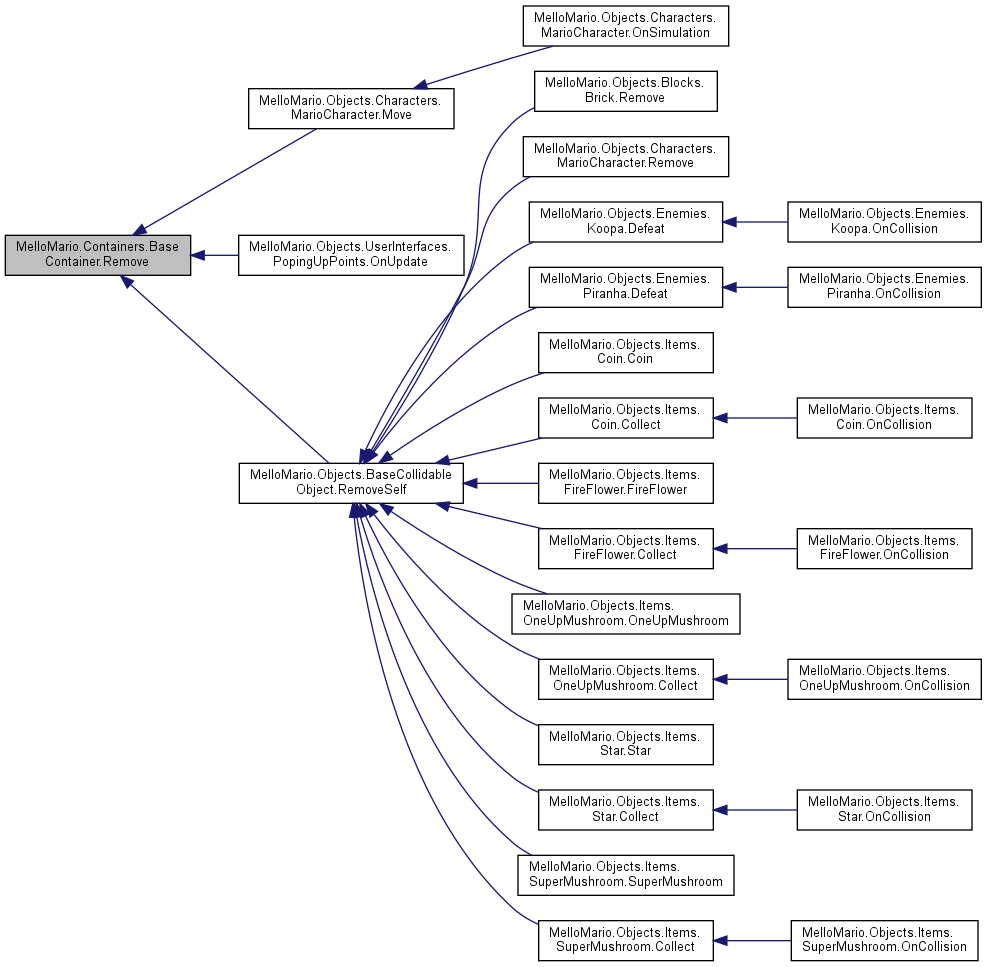 MelloMario.Objects.Characters.
MarioCharacter.OnSimulation
MelloMario.Objects.Blocks.
Brick.Remove
MelloMario.Objects.Characters.
MarioCharacter.Move
MelloMario.Objects.Characters.
MarioCharacter.Remove
MelloMario.Objects.Enemies.
Koopa.Defeat
MelloMario.Objects.Enemies.
Koopa.OnCollision
MelloMario.Containers.Base
Container.Remove
MelloMario.Objects.UserInterfaces.
PopingUpPoints.OnUpdate
MelloMario.Objects.Enemies.
Piranha.Defeat
MelloMario.Objects.Enemies.
Piranha.OnCollision
MelloMario.Objects.Items.
Coin.Coin
MelloMario.Objects.Items.
Coin.Collect
MelloMario.Objects.Items.
Coin.OnCollision
MelloMario.Objects.BaseCollidable
Object.RemoveSelf
MelloMario.Objects.Items.
FireFlower.FireFlower
MelloMario.Objects.Items.
FireFlower.Collect
MelloMario.Objects.Items.
FireFlower.OnCollision
MelloMario.Objects.Items.
OneUpMushroom.OneUpMushroom
MelloMario.Objects.Items.
OneUpMushroom.Collect
MelloMario.Objects.Items.
OneUpMushroom.OnCollision
MelloMario.Objects.Items.
Star.Star
MelloMario.Objects.Items.
Star.Collect
MelloMario.Objects.Items.
Star.OnCollision
MelloMario.Objects.Items.
SuperMushroom.SuperMushroom
MelloMario.Objects.Items.
SuperMushroom.Collect
MelloMario.Objects.Items.
SuperMushroom.OnCollision